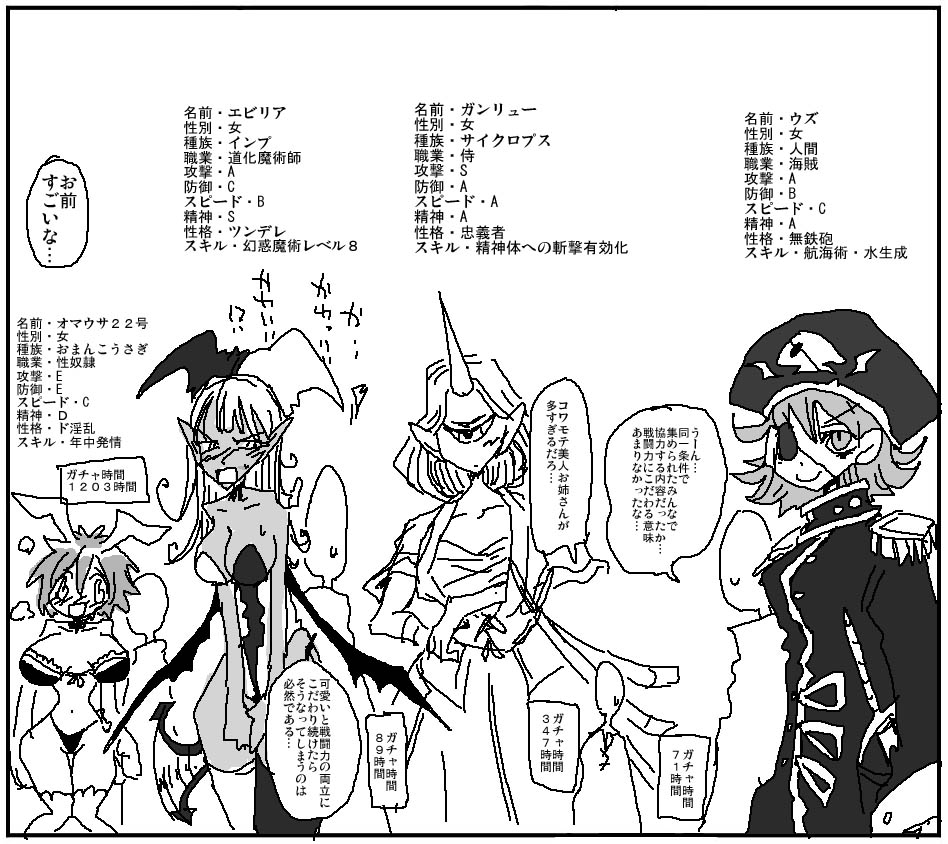 名前・ウズ
性別・女
種族・人間
職業・海賊
攻撃・A
防御・B
スピード・C
精神・A
性格・無鉄砲
スキル・航海術・水生成
名前・ガンリュー
性別・女
種族・サイクロプス
職業・侍
攻撃・S
防御・A
スピード・A
精神・A
性格・忠義者
スキル・精神体への斬撃有効化
名前・エビリア
性別・女
種族・インプ
職業・道化魔術師
攻撃・A
防御・C
スピード・B
精神・S
性格・ツンデレ
スキル・幻惑魔術レベル8
お前
すごいな…
名前・オマウサ22号
性別・女
種族・おまんこうさぎ
職業・性奴隷
攻撃・E
防御・E
スピード・C
精神・D
性格・ド淫乱
スキル・年中発情
うーん…
同一条件で
集められたみんなで
協力する内容だったか…
戦闘力にこだわる意味
あまりなかったな…
コワモテ美人お姉さんが
多すぎるだろ…
可愛いと戦闘力の両立に
こだわり続けたら
そうなってしまうのは
必然である…
ガチャ時間
71時間
ガチャ時間
347時間
ガチャ時間
89時間
ガチャ時間
1203時間